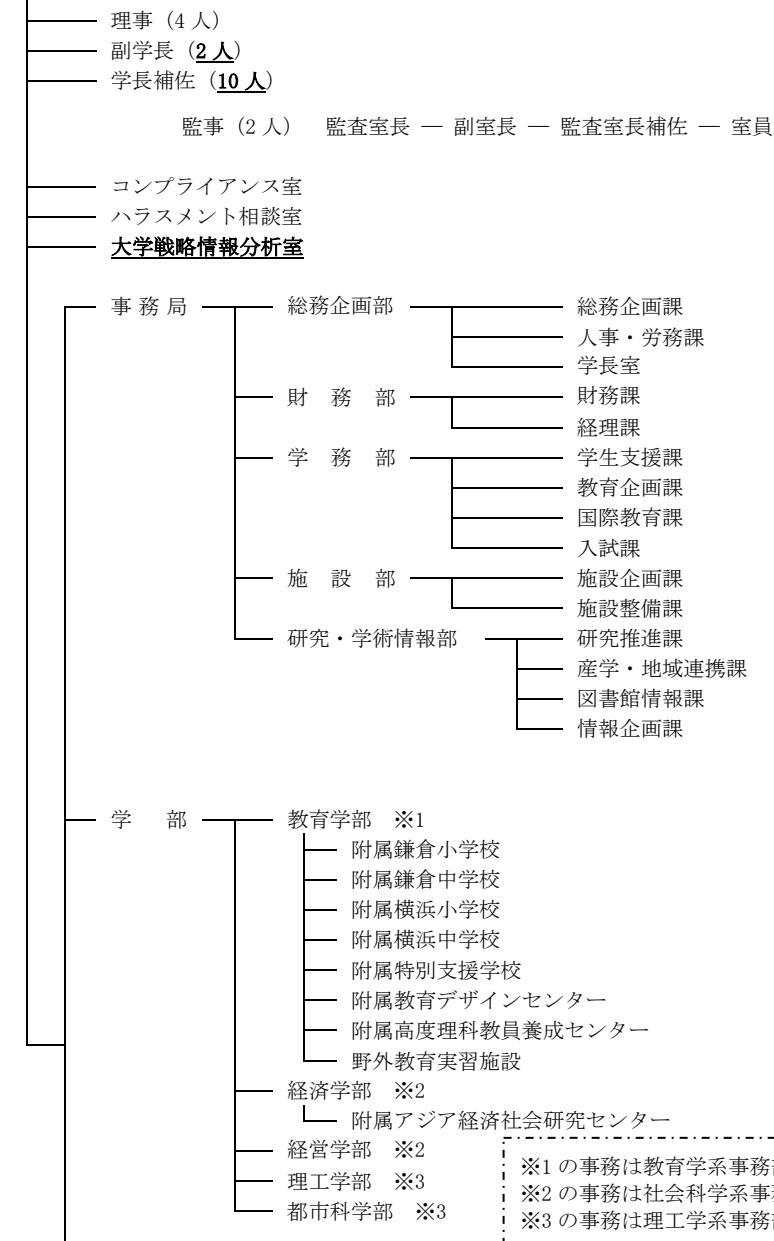 理事（4 人）
副学長（2 人）
学長補佐（10 人）
監事（2 人） 監査室長 ― 副室長 ― 監査室長補佐 ― 室員
コンプライアンス室
ハラスメント相談室
大学戦略情報分析室
事 務 局 総務企画部 総務企画課
人事・労務課
学長室
財 務 部 財務課
経理課
学 務 部 学生支援課
教育企画課
国際教育課
入試課
施 設 部 施設企画課
施設整備課
研究・学術情報部 研究推進課
産学・地域連携課
図書館情報課
情報企画課
学 部 教育学部 ※1
附属鎌倉小学校
附属鎌倉中学校
附属横浜小学校
附属横浜中学校
附属特別支援学校
附属教育デザインセンター
附属高度理科教員養成センター
野外教育実習施設
経済学部 ※2
附属アジア経済社会研究センター
経営学部 ※2
理工学部 ※3
都市科学部 ※3
※1 の事務は教育学系事務
※2 の事務は社会科学系事
※3 の事務は理工学系事務